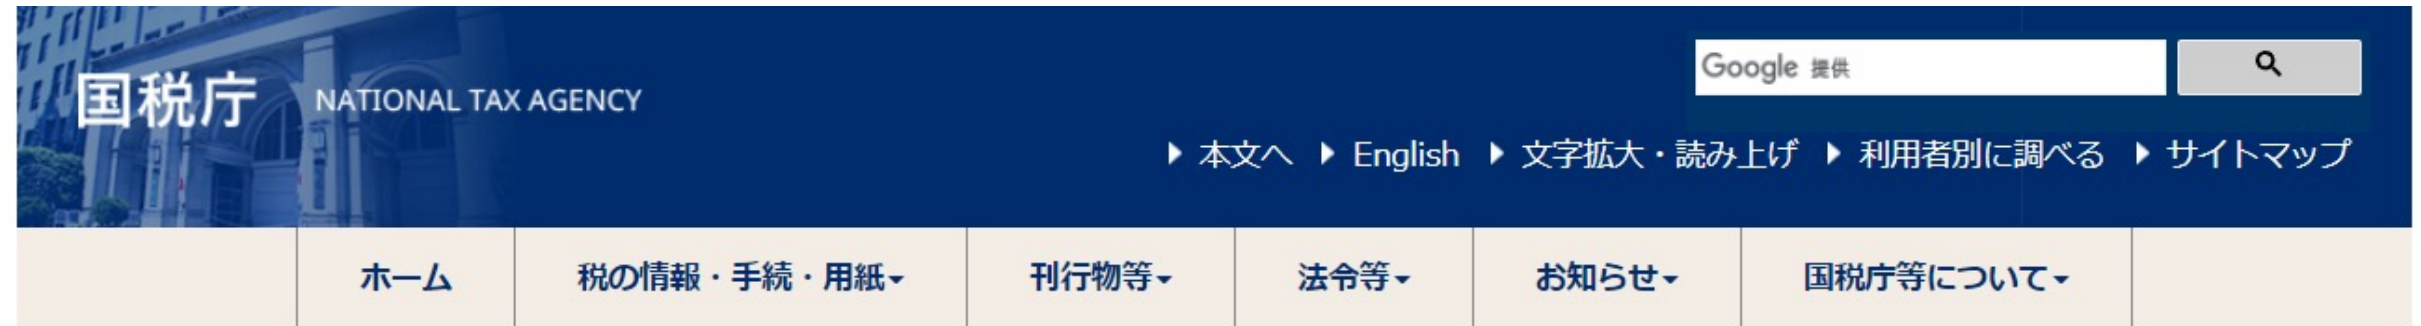 国税庁 NATIONAL TAX AGENCY
Google 提供
本文へ English 文字拡大・読み上げ 利用者別に調べる サイトマップ
ホーム 税の情報・手続・用紙 刊行物等 法令等 お知らせ 国税庁等について